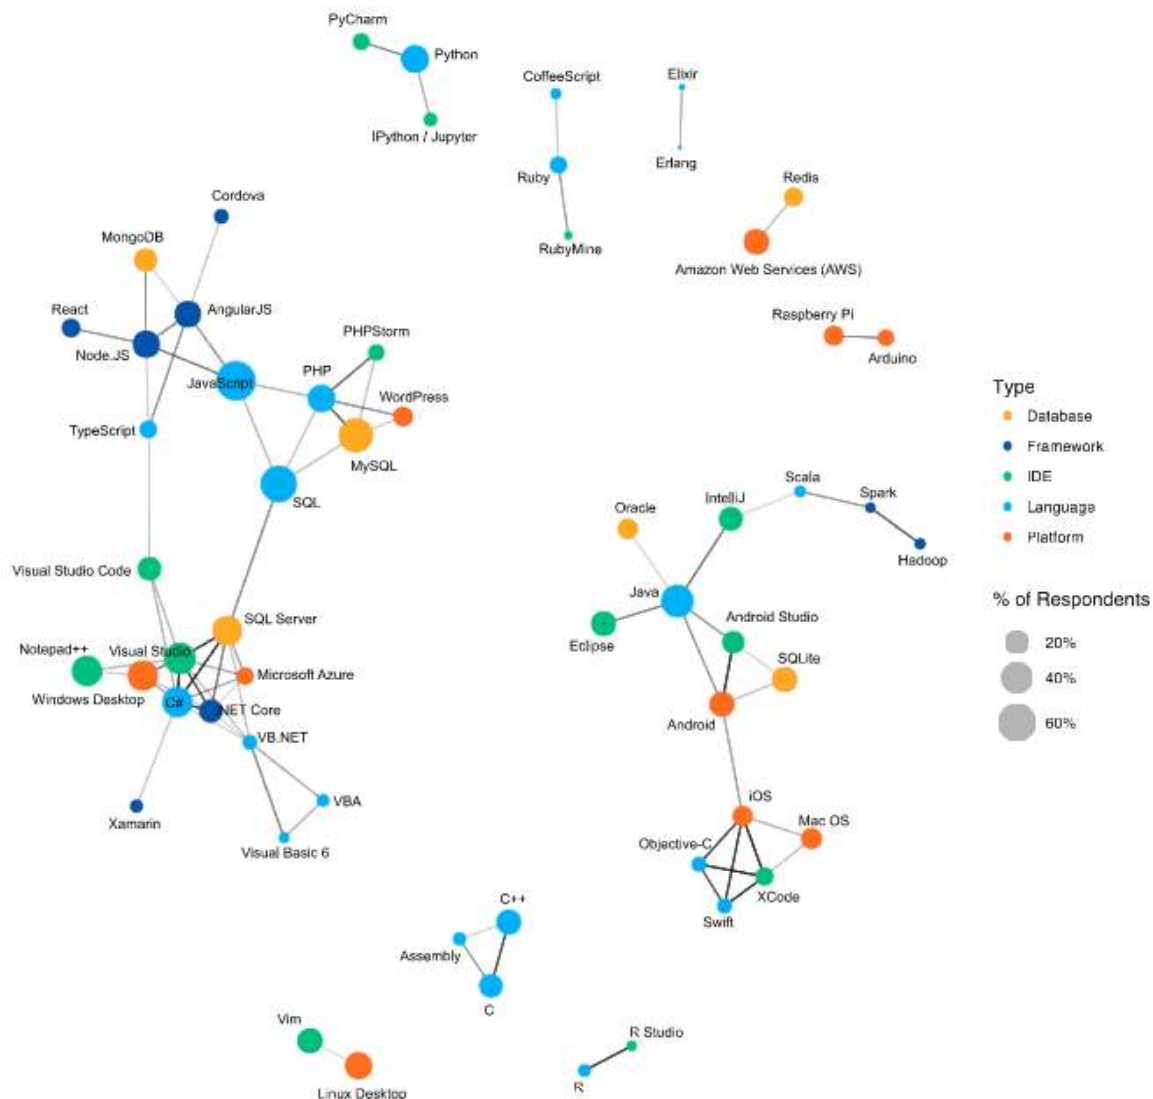 PyCharm
Python
CoffeeScript
Elixir
IPython / Jupyter
Erlang
Ruby
Redis
Cordova
MongoDB
RubyMine
Amazon Web Services (AWS)
React
AngularJS
Raspberry Pi
PHPStorm
Node.JS
Arduino
PHP
JavaScript
WordPress
Type
Database
TypeScript
Framework
MySQL
IDE
Scala
SQL
IntelliJ
Spark
Language
Oracle
Platform
Hadoop
Visual Studio Code
Java
% of Respondents
Android Studio
SQL Server
20%
Eclipse
Notepad++
Visual Studio
SQLite
Microsoft Azure
40%
Windows Desktop
C#
.NET Core
Android
60%
VB.NET
iOS
VBA
Xamarin
Mac OS
Objective-C
Visual Basic 6
XCode
C++
Swift
Assembly
C
Vim
R Studio
R
Linux Desktop